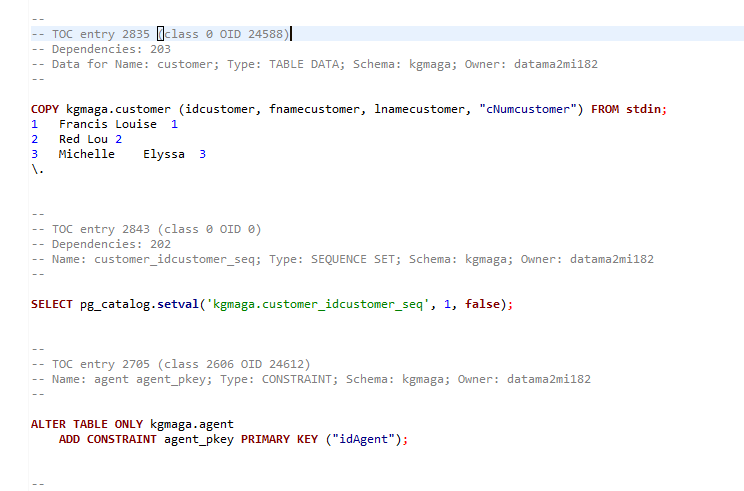 --
-- TOC entry 2835 (class 0 OID 24588)
-- Dependencies: 203
-- Data for Name: customer; Type: TABLE DATA; Schema: kgmaga; Owner: datama2mi182
--
COPY kgmaga.customer (idcustomer, fnamecustomer, lnamecustomer, "cNumcustomer") FROM stdin;
1	Francis	Louise	1
2	Red	Lou	2
3	Michelle	Elyssa	3
\.
--
-- TOC entry 2843 (class 0 OID 0)
-- Dependencies: 202
-- Name: customer_idcustomer_seq; Type: SEQUENCE SET; Schema: kgmaga; Owner: datama2mi182
--
SELECT pg_catalog.setval('kgmaga.customer_idcustomer_seq', 1, false);
--
-- TOC entry 2705 (class 2606 OID 24612)
-- Name: agent agent_pkey; Type: CONSTRAINT; Schema: kgmaga; Owner: datama2mi182
--
ALTER TABLE ONLY kgmaga.agent
    ADD CONSTRAINT agent_pkey PRIMARY KEY ("idAgent");
--